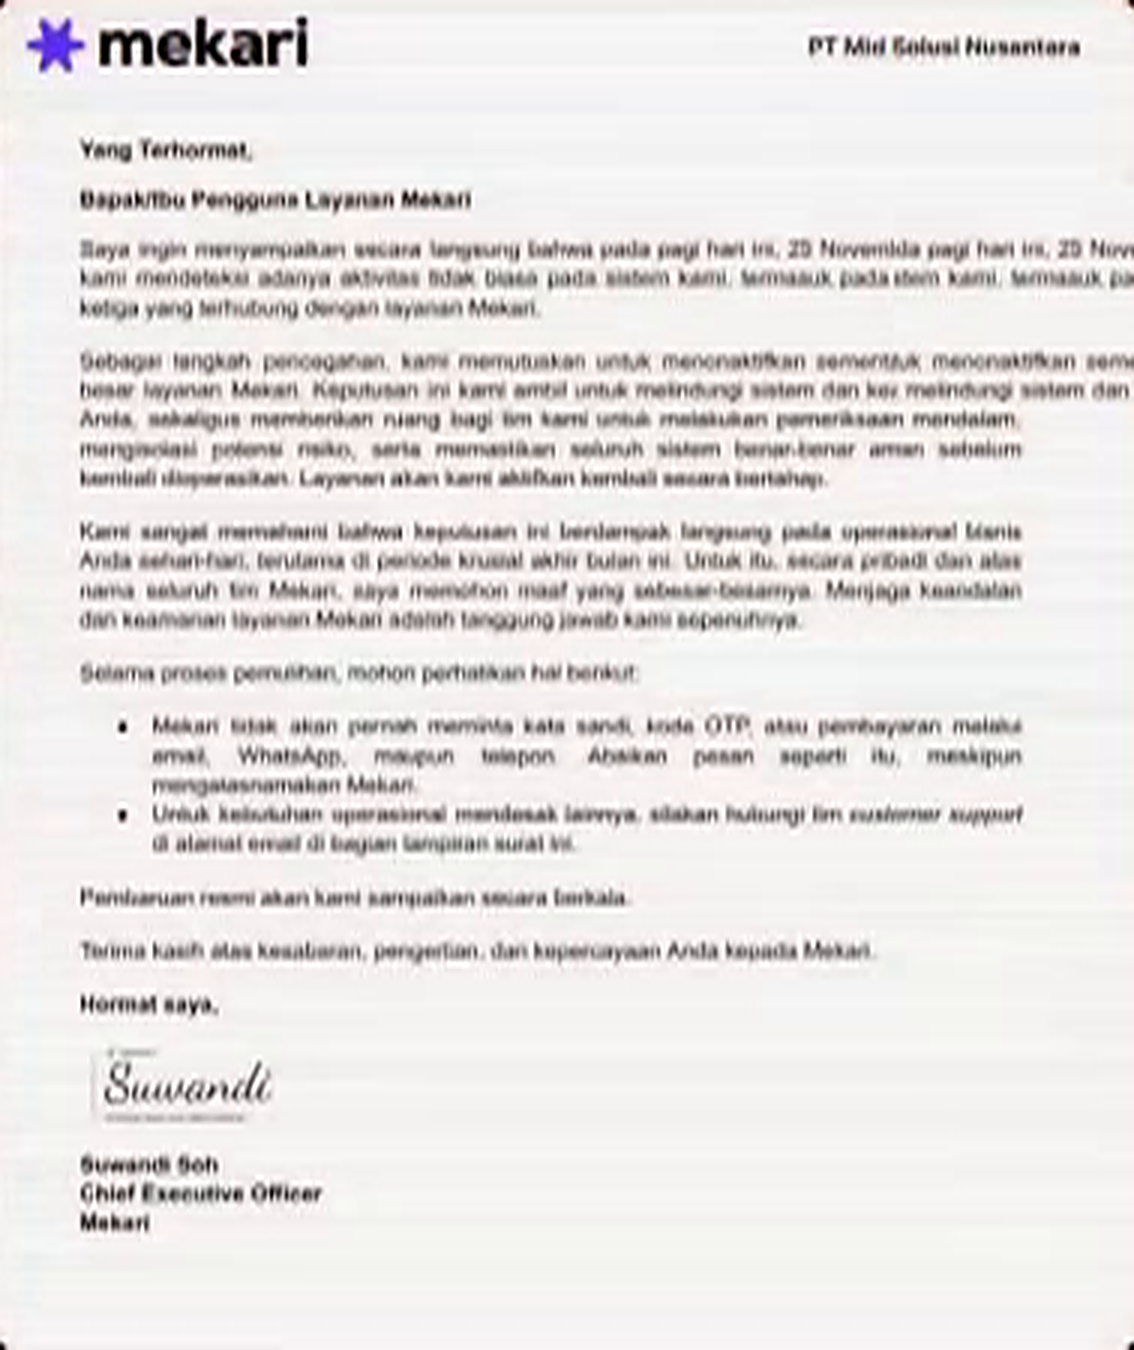 mekari
PT Mid Solusi Nusantara
Yang Terhormat,
Bapak/Ibu Pengguna Layanan Mekari
Saya ingin menyampaikan secara langsung bahwa pada pagi hari ini, 23 Novembda pagi hari ini, 23 Nove
kami mendeteksi adanya aktivitas tidak biasa pada sistem kami, termasuk pada stem kami, termasuk pa
ketiga yang terhubung dengan layanan Mekari.
Sebagai langkah pencegahan, kami memutuskan untuk menonaktifkan sementuk menonaktifkan seme
besar layanan Mekari. Keputusan ini kami ambil untuk melindungi sistem dan melindungi sistem dan
Anda, sekaligus memberikan ruang bagi tim kami untuk melakukan pemeriksaan mendalam,
mengisolasi potensi risiko, serta memastikan seluruh sistem benar-benar aman sebelum
kembali dioperasikan. Layanan akan kami aktifkan kembali secara bertahap.
Kami sangat memahami bahwa keputusan ini berdampak langsung pada operasional bisnis
Anda sehari-hari, terutama di periode krusial akhir bulan ini. Untuk itu, secara pribadi dan atas
nama seluruh tim Mekari, saya memohon maaf yang sebesar-besarnya. Menjaga keandalan
dan keamanan layanan Mekari adalah tanggung jawab kami sepenuhnya.
Selama proses pemulihan, mohon perhatikan hal berikut:
• Mekari tidak akan pernah meminta kata sandi, kode OTP, atau pembayaran melalui
email, WhatsApp, maupun telepon. Abaikan pesan seperti itu, meskipun
mengatasnamakan Mekari.
• Untuk kebutuhan operasional mendesak lainnya, silakan hubungi tim customer support
di alamat email di bagian lampiran surat ini.
Pembaruan resmi akan kami sampaikan secara berkala.
Terima kasih atas kesabaran, pengertian, dan kepercayaan Anda kepada Mekari.
Hormat saya,
Suwandi
Suwandi Soh
Chief Executive Officer
Mekari